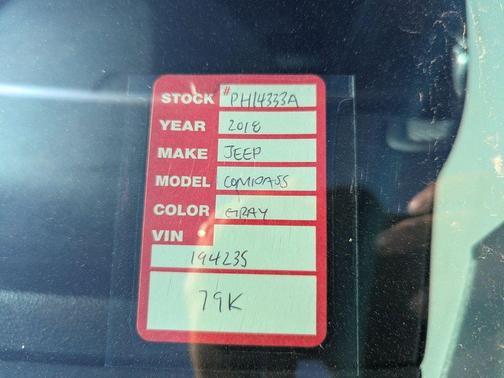 STOCK # PH14333A
YEAR 2018
MAKE JEEP
MODEL COMPASS
COLOR GRAY
VIN
194235
79K